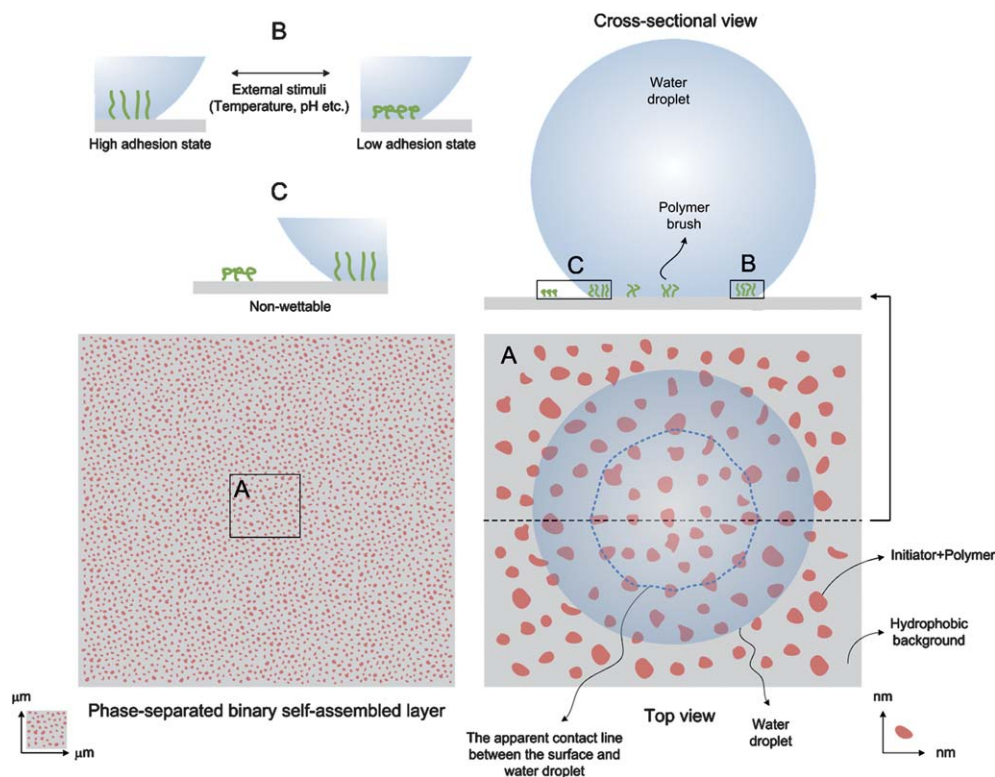 B
External stimuli
(Temperature, pH etc.)
High adhesion state
Low adhesion state
C
Non-wettable
Cross-sectional view
Water
droplet
Polymer
brush
C
B
A
A
Initiator+Polymer
Hydrophobic
background
μm
μm
Phase-separated binary self-assembled layer
Top view
The apparent contact line
between the surface and
water droplet
Water
droplet
nm
nm